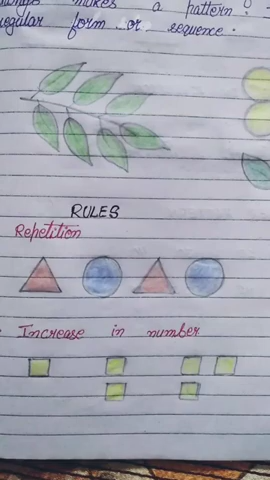 makes a pattern?
regular form or sequence.
RULES
Repetition
Increase in number